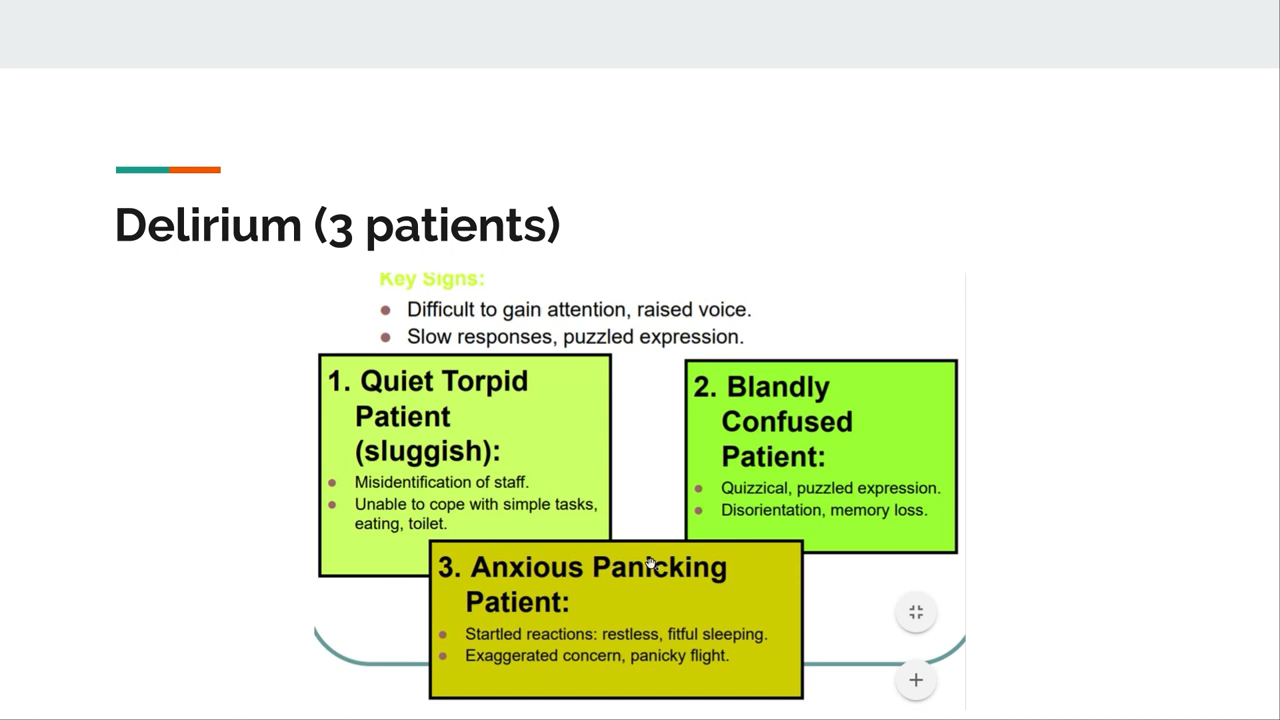 Delirium (3 patients)
Key Signs:
● Difficult to gain attention, raised voice.
● Slow responses, puzzled expression.
1. Quiet Torpid
Patient
(sluggish):
● Misidentification of staff.
● Unable to cope with simple tasks,
eating, toilet.
2. Blandly
Confused
Patient:
● Quizzical, puzzled expression.
● Disorientation, memory loss.
3. Anxious Panicking
Patient:
● Startled reactions: restless, fitful sleeping.
● Exaggerated concern, panicky flight.